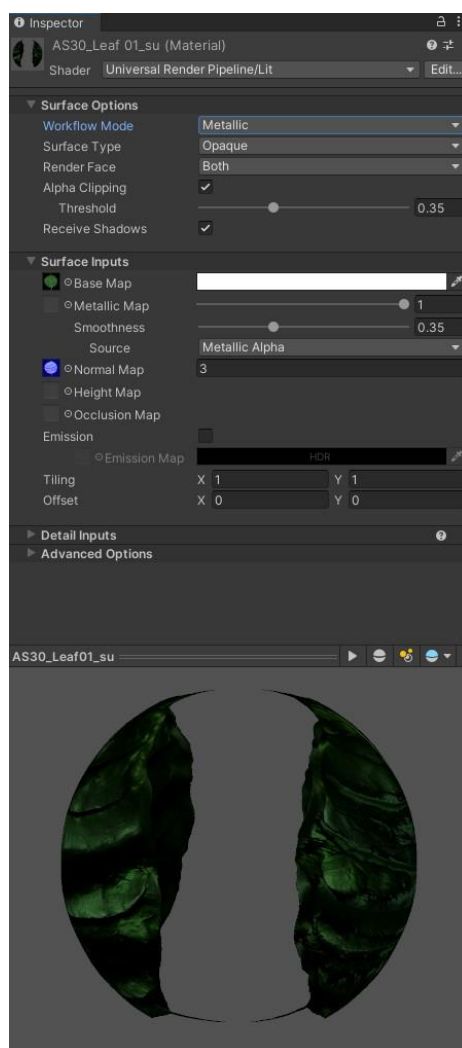 Inspector
AS30_Leaf 01_su (Material)
Shader Universal Render Pipeline/Lit Edit...
Surface Options
Workflow Mode Metallic
Surface Type Opaque
Render Face Both
Alpha Clipping
Threshold 0.35
Receive Shadows
Surface Inputs
Base Map
Metallic Map 1
Smoothness 0.35
Source Metallic Alpha
Normal Map 3
Height Map
Occlusion Map
Emission
Emission Map HDR
Tiling X 1 Y 1
Offset X 0 Y 0
Detail Inputs
Advanced Options
AS30_Leaf01_su